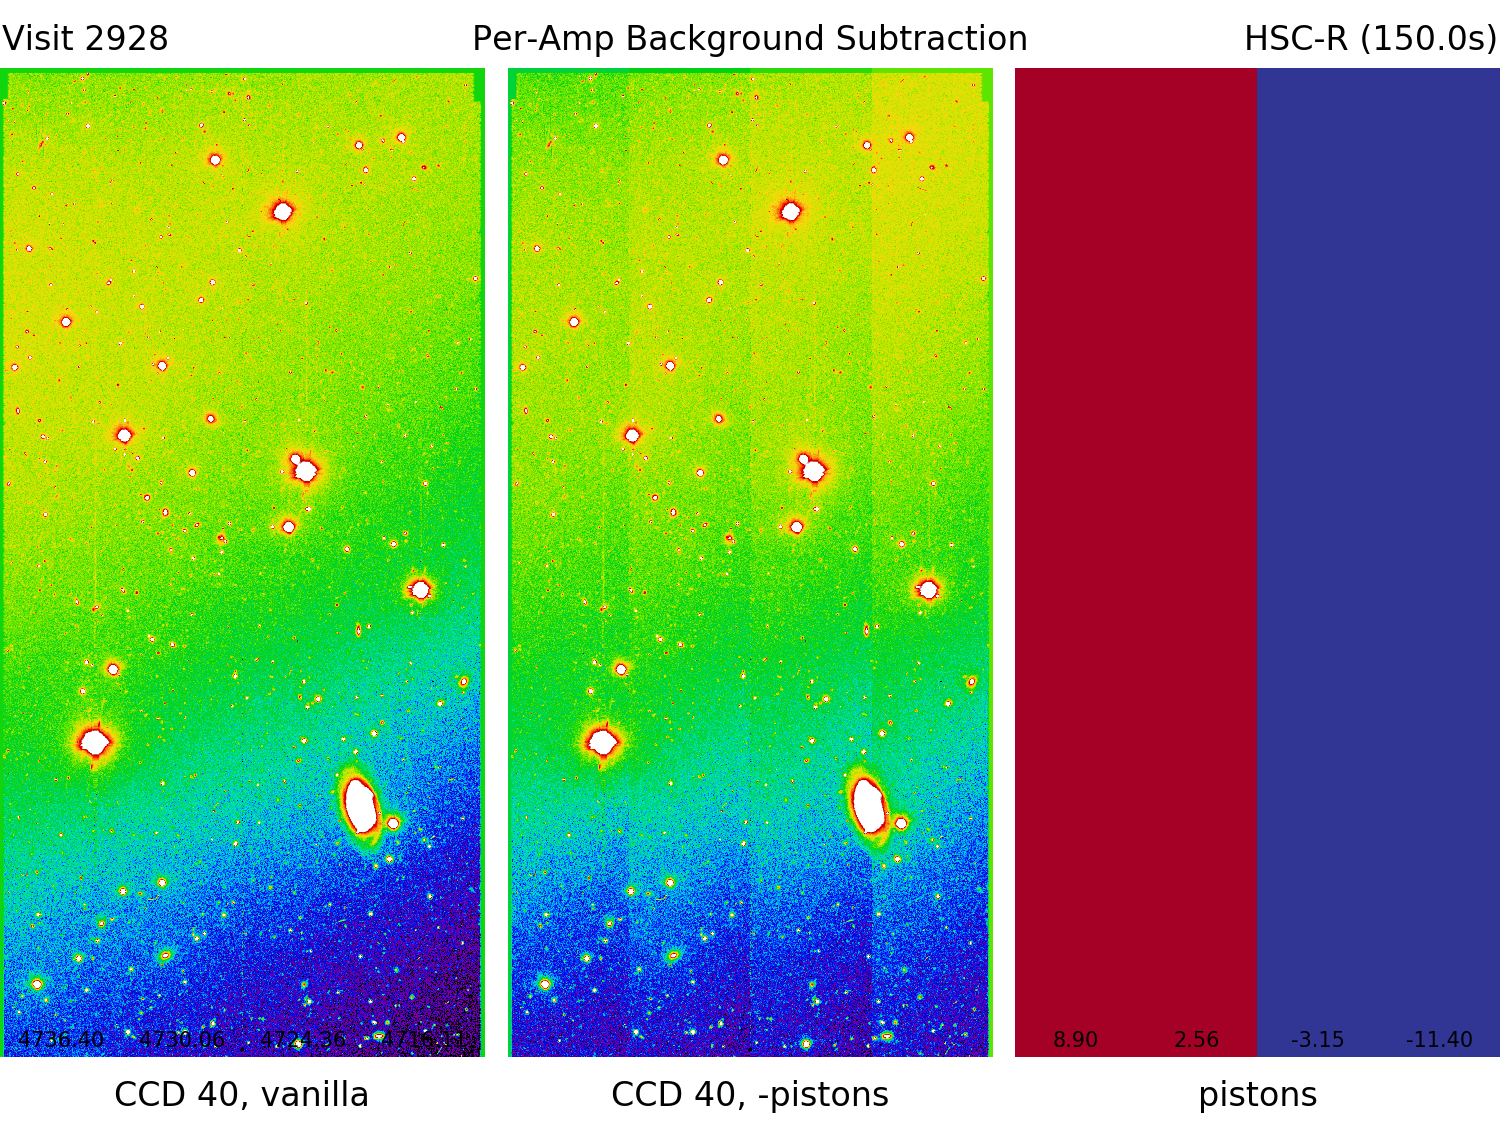 Visit 2928 Per-Amp Background Subtraction HSC-R (150.0s)
4736.40 4730.06 4724.36 8.90 2.56 -3.15 -11.40
CCD 40, vanilla CCD 40, -pistons pistons